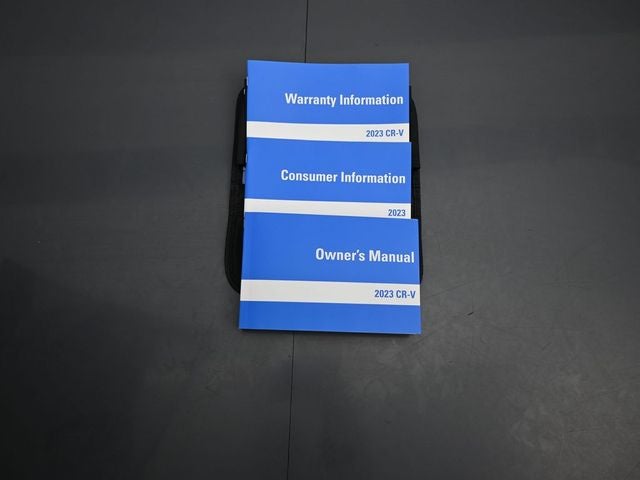 Warranty Information
2023 CR-V
Consumer Information
2023
Owner's Manual
2023 CR-V